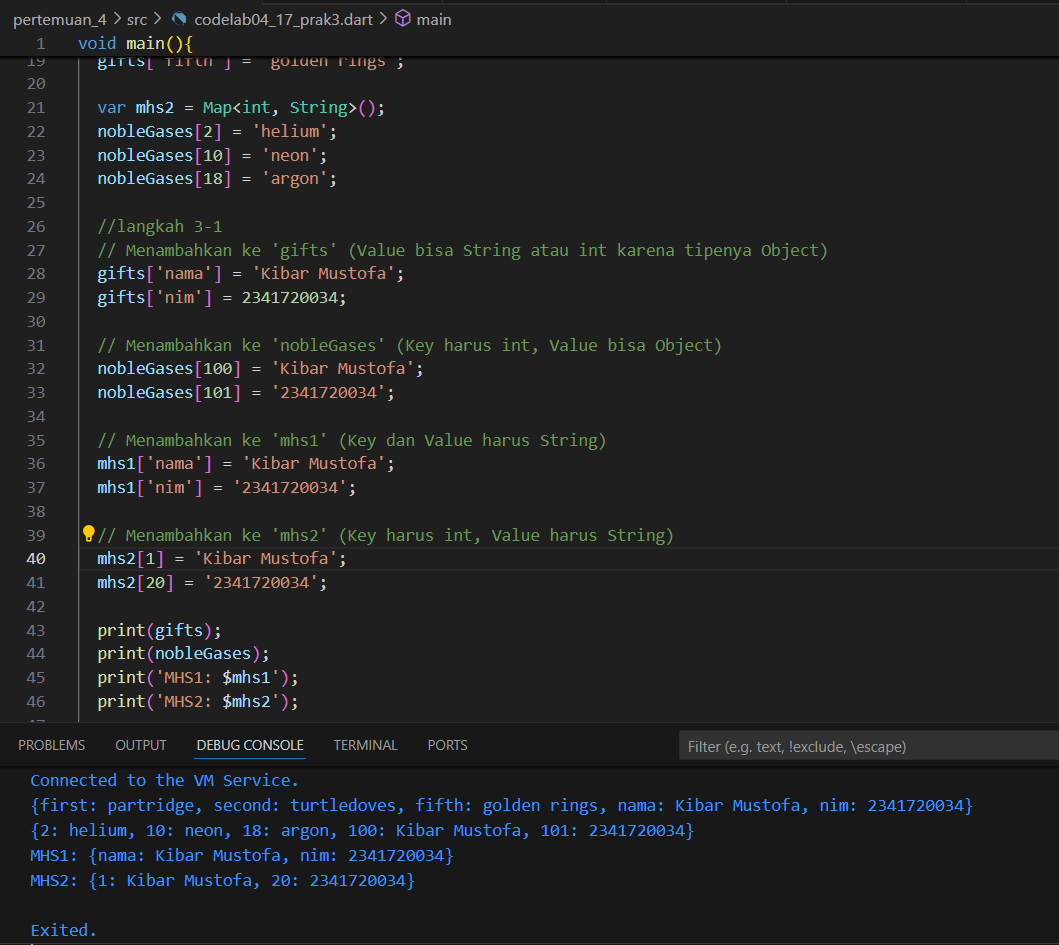 pertemuan_4 > src > codelab04_17_prak3.dart > main
1 void main(){
19 gifts['fifth'] = 'golden rings';
20
21 var mhs2 = Map<int, String>();
22 nobleGases[2] = 'helium';
23 nobleGases[10] = 'neon';
24 nobleGases[18] = 'argon';
25
26 //langkah 3-1
27 // Menambahkan ke 'gifts' (Value bisa String atau int karena tipenya Object)
28 gifts['nama'] = 'Kibar Mustofa';
29 gifts['nim'] = 2341720034;
30
31 // Menambahkan ke 'nobleGases' (Key harus int, Value bisa Object)
32 nobleGases[100] = 'Kibar Mustofa';
33 nobleGases[101] = '2341720034';
34
35 // Menambahkan ke 'mhs1' (Key dan Value harus String)
36 mhs1['nama'] = 'Kibar Mustofa';
37 mhs1['nim'] = '2341720034';
38
39 // Menambahkan ke 'mhs2' (Key harus int, Value harus String)
40 mhs2[1] = 'Kibar Mustofa';
41 mhs2[20] = '2341720034';
42
43 print(gifts);
44 print(nobleGases);
45 print('MHS1: $mhs1');
46 print('MHS2: $mhs2');
47
PROBLEMS OUTPUT DEBUG CONSOLE TERMINAL PORTS Filter (e.g. text, !exclude, \escape)
Connected to the VM Service.
{first: partridge, second: turtledoves, fifth: golden rings, nama: Kibar Mustofa, nim: 2341720034}
{2: helium, 10: neon, 18: argon, 100: Kibar Mustofa, 101: 2341720034}
MHS1: {nama: Kibar Mustofa, nim: 2341720034}
MHS2: {1: Kibar Mustofa, 20: 2341720034}
Exited.